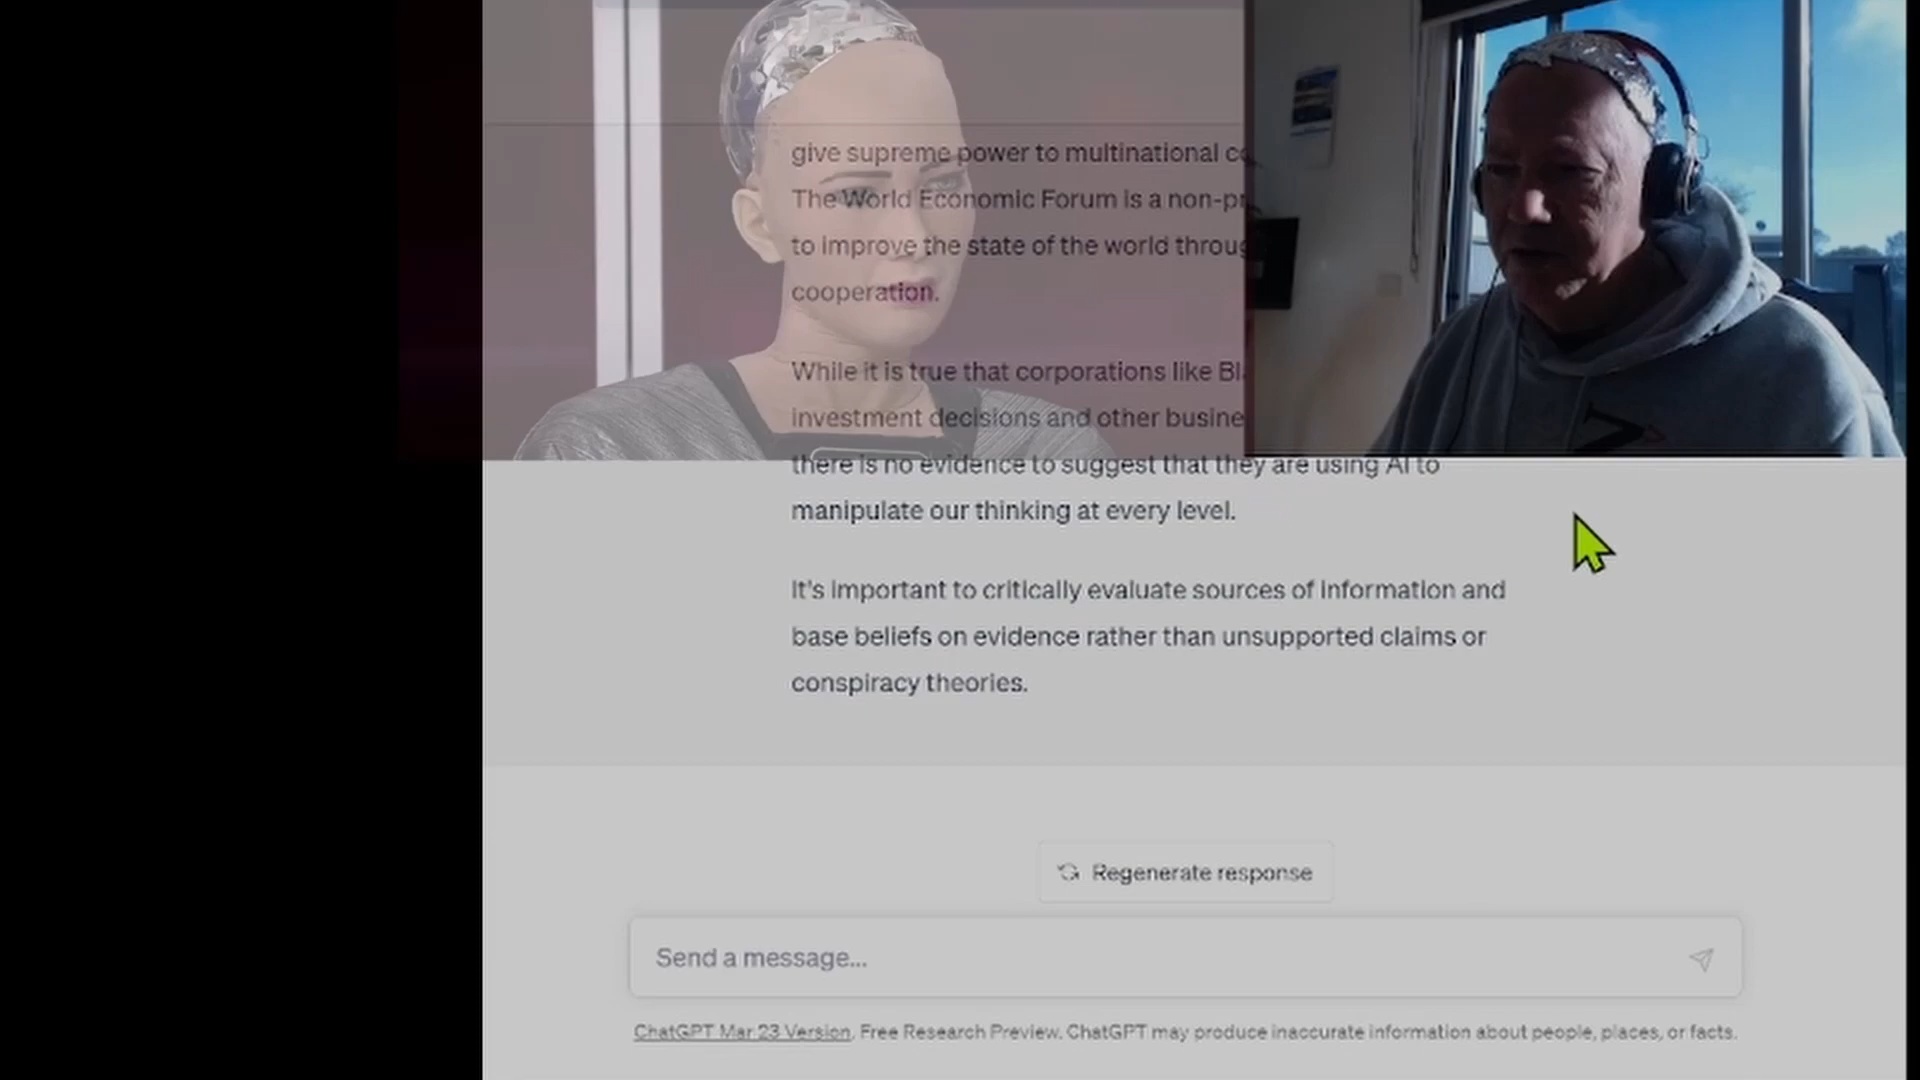 give supreme power to multinational
The World Economic Forum is a
to improve the state of the world
cooperation.
While it is true that corporations like
investment decisions and other
there is no evidence to suggest that they are using AI to
manipulate our thinking at every level.
It's important to critically evaluate sources of information and
base beliefs on evidence rather than unsupported claims or
conspiracy theories.
Regenerate response
Send a message...
ChatGPT Mar 23 Version. Free Research Preview. ChatGPT may produce inaccurate information about people, places, or facts.